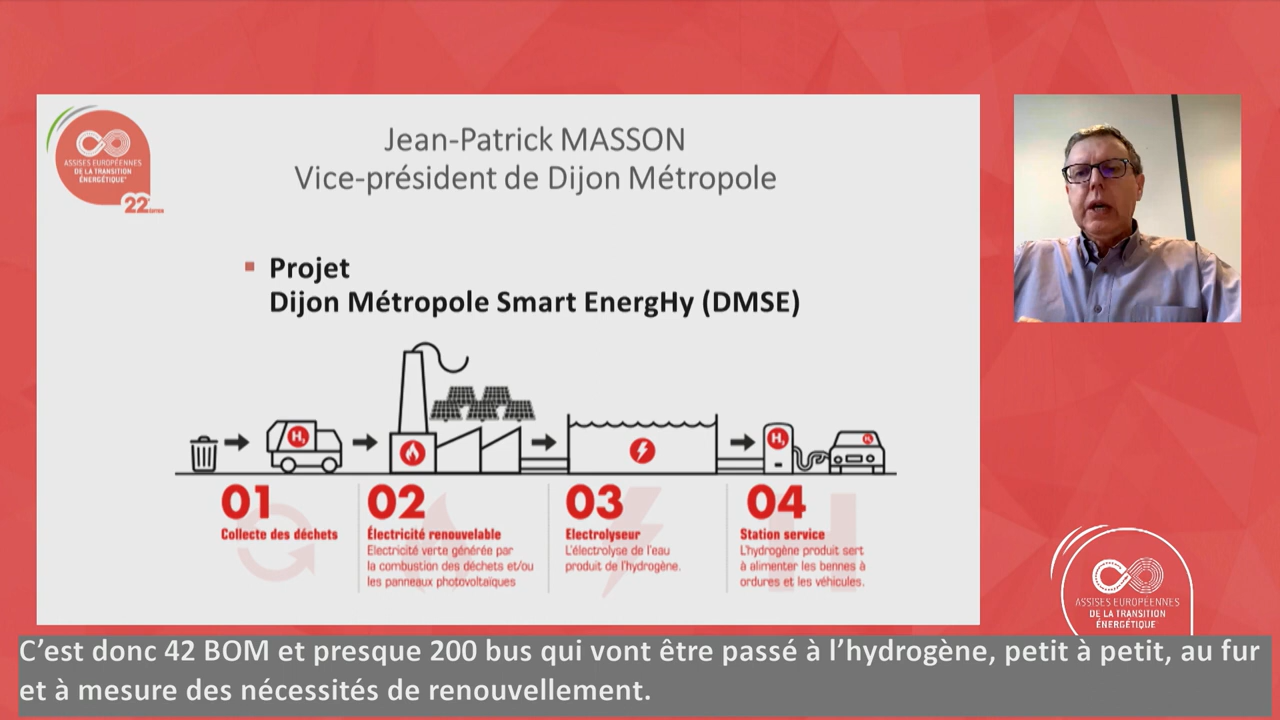 ASSISES EUROPÉENNES
DE LA TRANSITION
ÉNERGÉTIQUE
22e
Jean-Patrick MASSON
Vice-président de Dijon Métropole
Projet
Dijon Métropole Smart EnergHy (DMSE)
H₂
H₂
01
Collecte des déchets
02
Électricité renouvelable
Electricité verte générée par
la combustion des déchets et/ou
les panneaux photovoltaïques
03
Electrolyseur
L'électrolyse de l'eau
produit de l'hydrogène.
04
Station service
L'hydrogène produit sert
à alimenter les bennes à
ordures et les véhicules.
ASSISES EUROPÉENNES
DE LA TRANSITION
ÉNERGÉTIQUE
C'est donc 42 BOM et presque 200 bus qui vont être passé à l'hydrogène, petit à petit, au fur
et à mesure des nécessités de renouvellement.